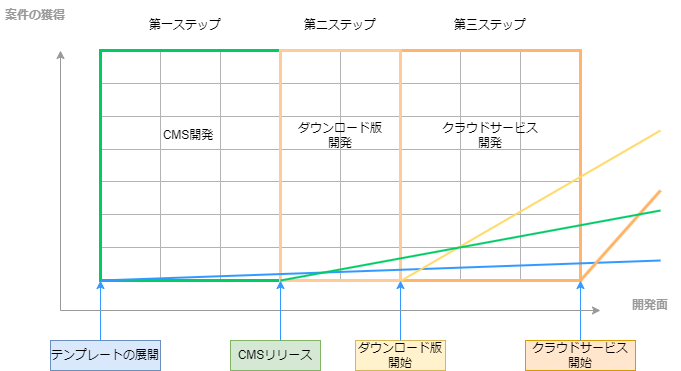 案件の獲得
第一ステップ
第ニステップ
第三ステップ
CMS開発
ダウンロード版
開発
クラウドサービス
開発
開発面
テンプレートの展開
CMSリリース
ダウンロード版
開始
クラウドサービス
開始